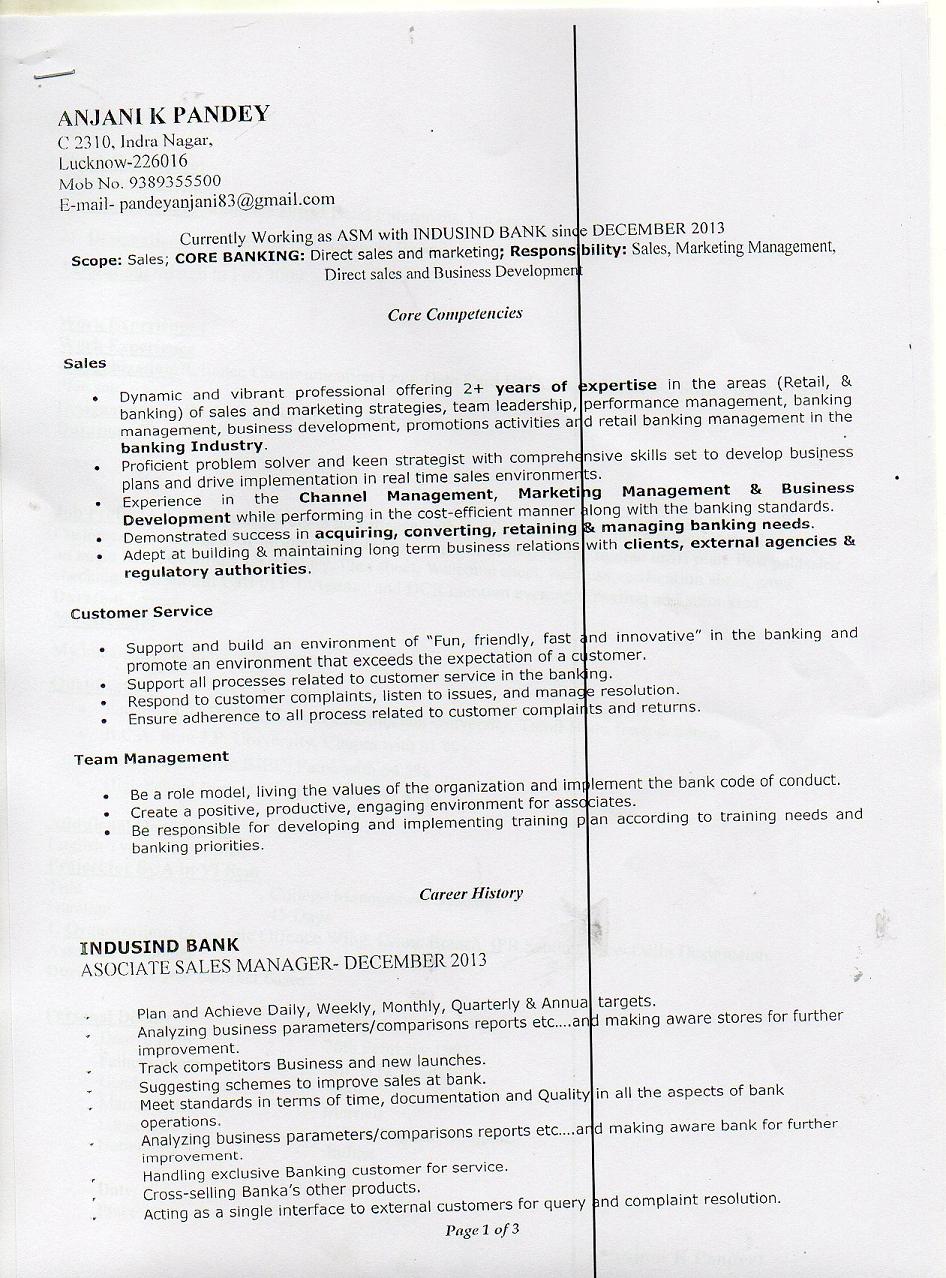 ANJANI K PANDEY
C 2310, Indra Nagar,
Lucknow-226016
Mob No. 9389355500
E-mail- pandeyanjani83@gmail.com
Currently Working as ASM with INDUSIND BANK since DECEMBER 2013
Scope: Sales; CORE BANKING: Direct sales and marketing; Responsibility: Sales, Marketing Management,
Direct sales and Business Development
Core Competencies
Sales
• Dynamic and vibrant professional offering 2+ years of expertise in the areas (Retail, &
banking) of sales and marketing strategies, team leadership, performance management, banking
management, business development, promotions activities and retail banking management in the
banking Industry.
• Proficient problem solver and keen strategist with comprehensive skills set to develop business
plans and drive implementation in real time sales environments.
• Experience in the Channel Management, Marketing Management & Business
Development while performing in the cost-efficient manner along with the banking standards.
• Demonstrated success in acquiring, converting, retaining & managing banking needs.
• Adept at building & maintaining long term business relations with clients, external agencies &
regulatory authorities.
Customer Service
• Support and build an environment of "Fun, friendly, fast and innovative" in the banking and
promote an environment that exceeds the expectation of a customer.
• Support all processes related to customer service in the banking.
• Respond to customer complaints, listen to issues, and manage resolution.
• Ensure adherence to all process related to customer complaints and returns.
Team Management
• Be a role model, living the values of the organization and implement the bank code of conduct.
• Create a positive, productive, engaging environment for associates.
• Be responsible for developing and implementing training plan according to training needs and
banking priorities.
Career History
INDUSIND BANK
ASOCIATE SALES MANAGER- DECEMBER 2013
- Plan and Achieve Daily, Weekly, Monthly, Quarterly & Annual targets.
- Analyzing business parameters/comparisons reports etc....and making aware stores for further
improvement.
- Track competitors Business and new launches.
- Suggesting schemes to improve sales at bank.
- Meet standards in terms of time, documentation and Quality in all the aspects of bank
operations.
- Analyzing business parameters/comparisons reports etc....and making aware bank for further
improvement.
- Handling exclusive Banking customer for service.
- Cross-selling Banka's other products.
- Acting as a single interface to external customers for query and complaint resolution.
Page 1 of 3